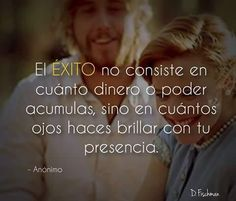 El ÉXITO no consiste en
cuánto dinero o poder
acumulas, sino en cuántos
ojos haces brillar con tu
presencia.
- Anónimo
D. Fischman